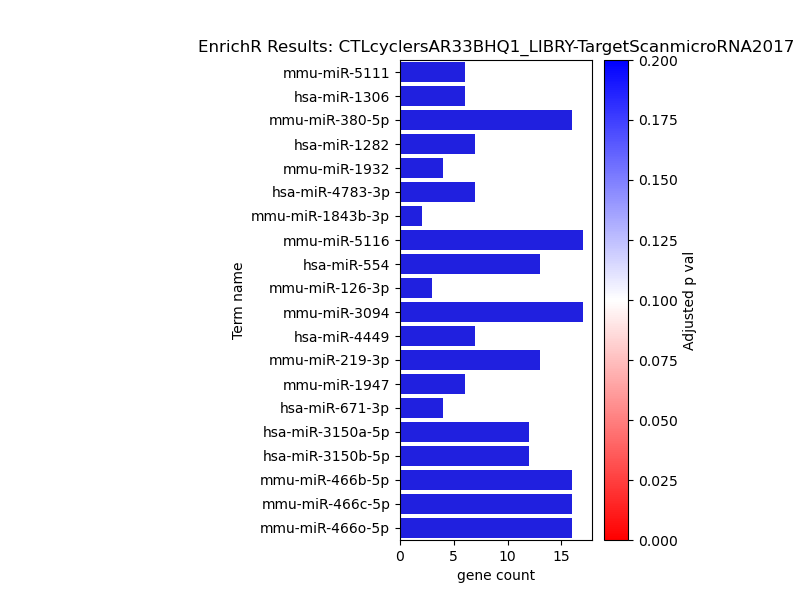 EnrichR Results: CTLcyclersAR33BHQ1_LIBRY-TargetScanmicroRNA2017
mmu-miR-5111
hsa-miR-1306
mmu-miR-380-5p
hsa-miR-1282
mmu-miR-1932
hsa-miR-4783-3p
mmu-miR-1843b-3p
mmu-miR-5116
hsa-miR-554
mmu-miR-126-3p
mmu-miR-3094
hsa-miR-4449
mmu-miR-219-3p
mmu-miR-1947
hsa-miR-671-3p
hsa-miR-3150a-5p
hsa-miR-3150b-5p
mmu-miR-466b-5p
mmu-miR-466c-5p
mmu-miR-466o-5p
Term name
0 5 10 15
gene count
0.200
0.175
0.150
0.125
0.100
0.075
0.050
0.025
0.000
Adjusted p val